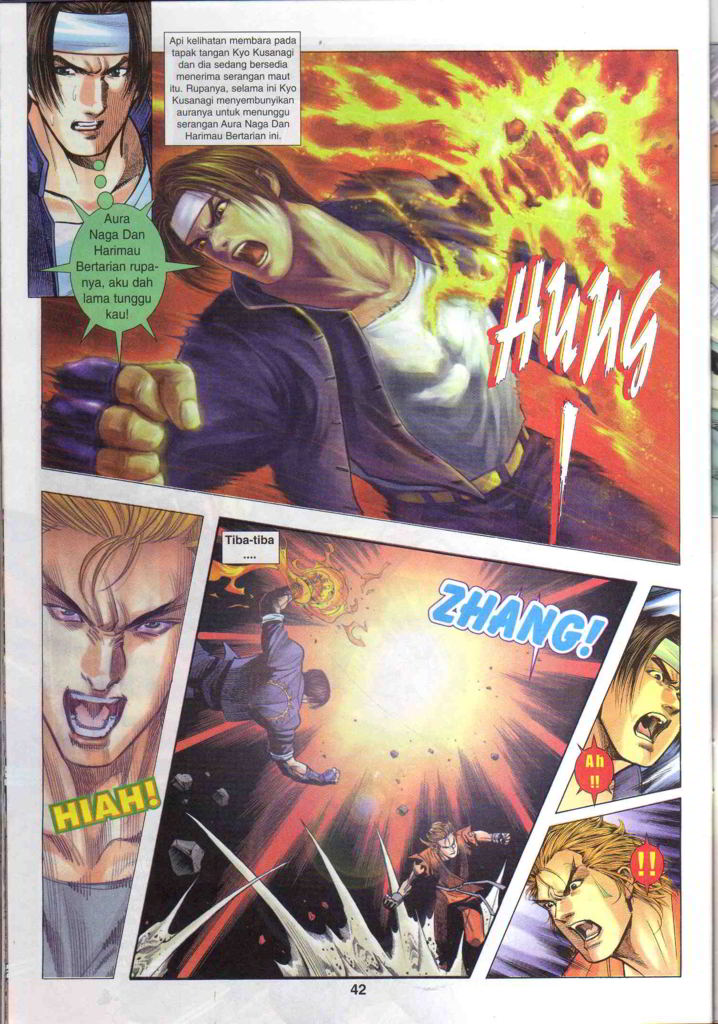 Api kelihatan membara pada
tapak tangan Kyo Kusanagi
dan dia sedang bersedia
menerima serangan maut
itu. Rupanya, selama ini Kyo
Kusanagi menyembunyikan
auranya untuk menunggu
serangan Aura Naga Dan
Harimau Bertarian ini.
Aura
Naga Dan
Harimau
Bertarian rupa-
nya, aku dah
lama tunggu
kau!
HUNG
!
HIAH!
Tiba-tiba
....
ZHANG!
Ah
!!
!!
42